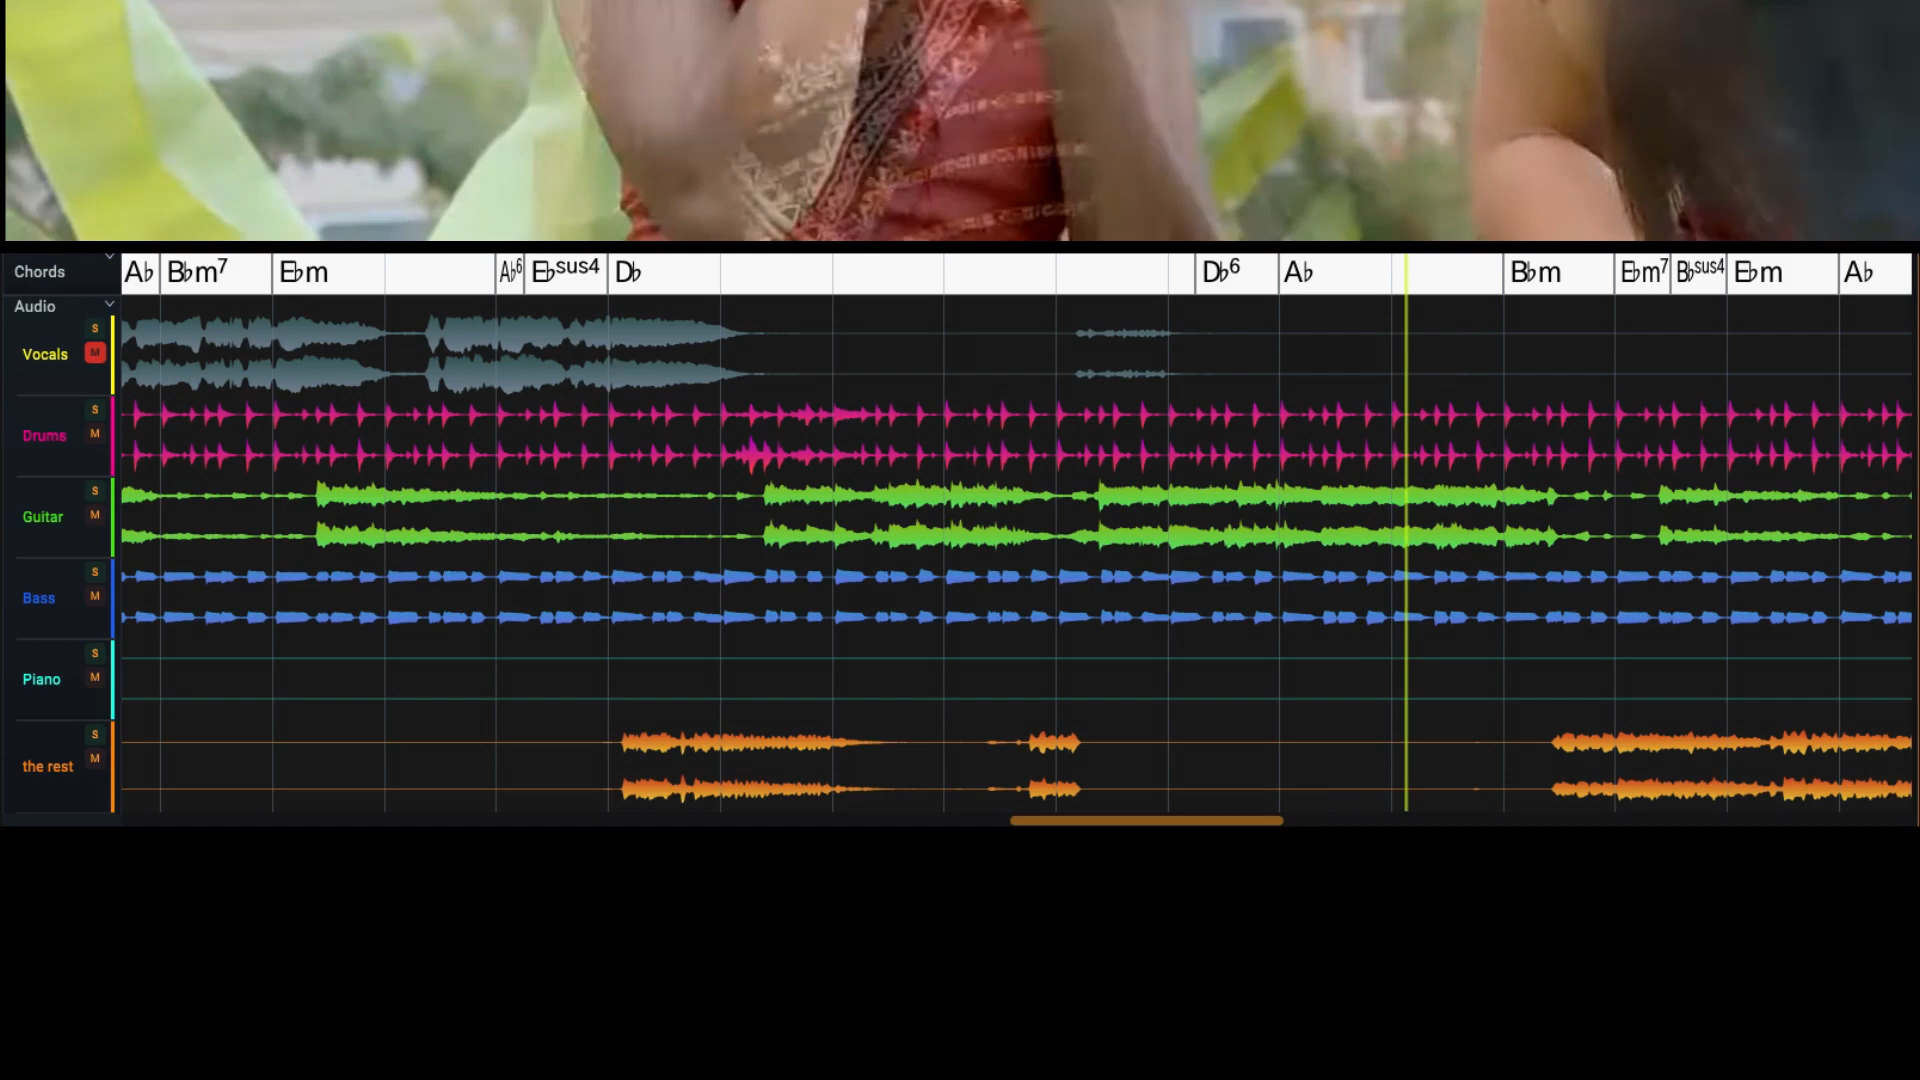 Chords A♭ B♭m7 E♭m A♭6 E♭sus4 D♭ D♭6 A♭ B♭m E♭m7 B♭sus4 E♭m A♭
Audio
S
Vocals M
S
Drums M
S
Guitar M
S
Bass M
S
Piano M
S
the rest M